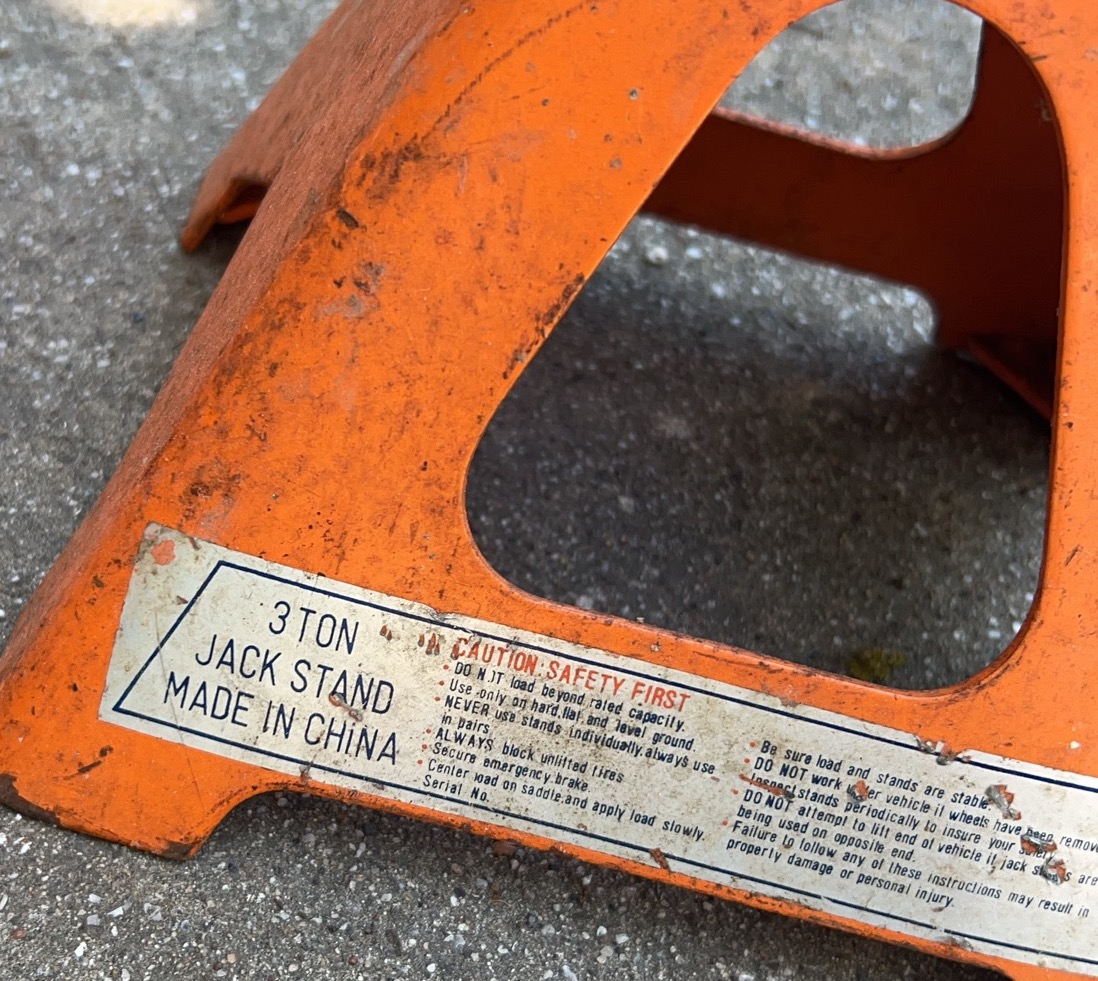 3 TON
JACK STAND
MADE IN CHINA
CAUTION: SAFETY FIRST
• DO NOT load beyond rated capacity.
• Use only on hard, flat, and level ground
• NEVER use stands individually, always use
in pairs
• ALWAYS block unlifted tires
• Secure emergency brake.
• Center load on saddle, and apply load slowly.
Serial No.
• Be sure load and stands are stable.
• DO NOT work under vehicle if wheels have been remove
• Inspect stands periodically to insure your safety
• DO NOT attempt to lift end of vehicle if jack stands are
being used on opposite end.
• Failure to follow any of these instructions may result in
property damage or personal injury.